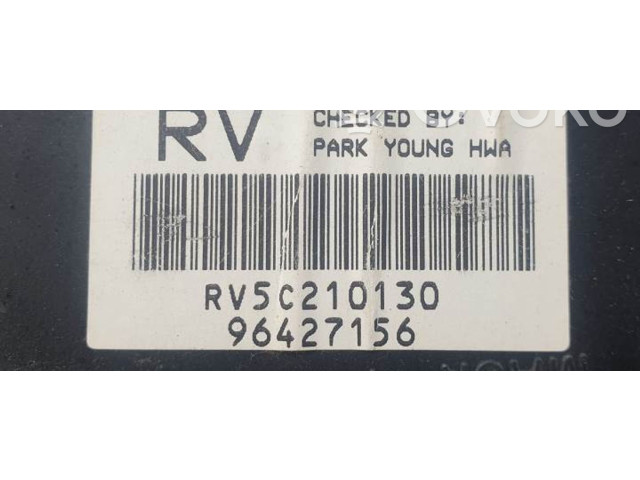 RV
CHECKED BY:
PARK YOUNG HWA
RV5C210130
96427156